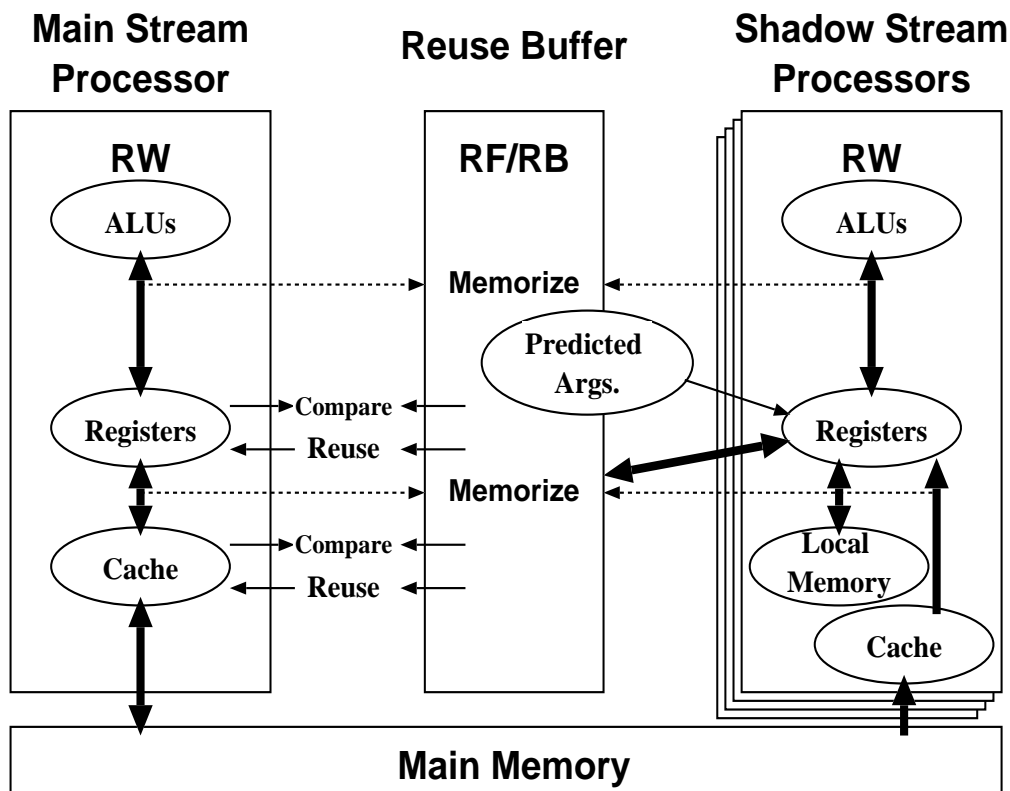 Main Stream
Processor
Reuse Buffer
Shadow Stream
Processors
RW
RF/RB
RW
ALUs
ALUs
Memorize
Predicted
Args.
Registers
Compare
Reuse
Registers
Memorize
Cache
Compare
Reuse
Local
Memory
Cache
Main Memory